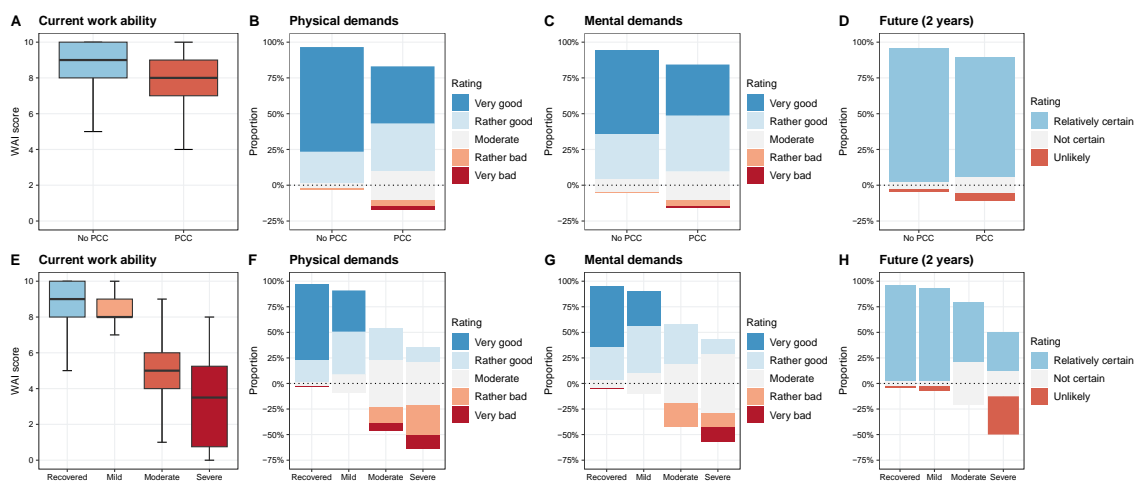 A Current work ability
10
8
6
4
2
0
WAI score
No PCC PCC
B Physical demands
100%
75%
50%
25%
0%
−25%
Proportion
No PCC PCC
Rating
Very good
Rather good
Moderate
Rather bad
Very bad
C Mental demands
100%
75%
50%
25%
0%
−25%
Proportion
No PCC PCC
Rating
Very good
Rather good
Moderate
Rather bad
Very bad
D Future (2 years)
100%
75%
50%
25%
0%
−25%
Proportion
No PCC PCC
Rating
Relatively certain
Not certain
Unlikely
E Current work ability
10
8
6
4
2
0
WAI score
Recovered Mild Moderate Severe
F Physical demands
100%
75%
50%
25%
0%
−25%
−50%
−75%
Proportion
Recovered Mild Moderate Severe
Rating
Very good
Rather good
Moderate
Rather bad
Very bad
G Mental demands
100%
75%
50%
25%
0%
−25%
−50%
−75%
Proportion
Recovered Mild Moderate Severe
Rating
Very good
Rather good
Moderate
Rather bad
Very bad
H Future (2 years)
100%
75%
50%
25%
0%
−25%
−50%
−75%
Proportion
Recovered Mild Moderate Severe
Rating
Relatively certain
Not certain
Unlikely